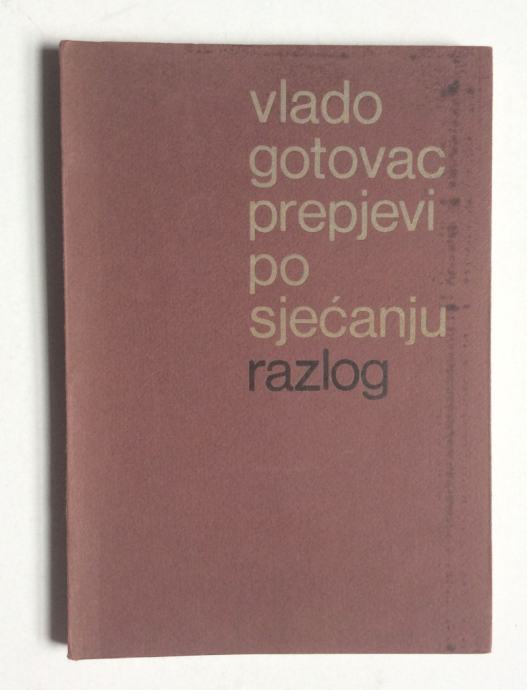 vlado
gotovac
prepjevi
po
sjećanju
razlog